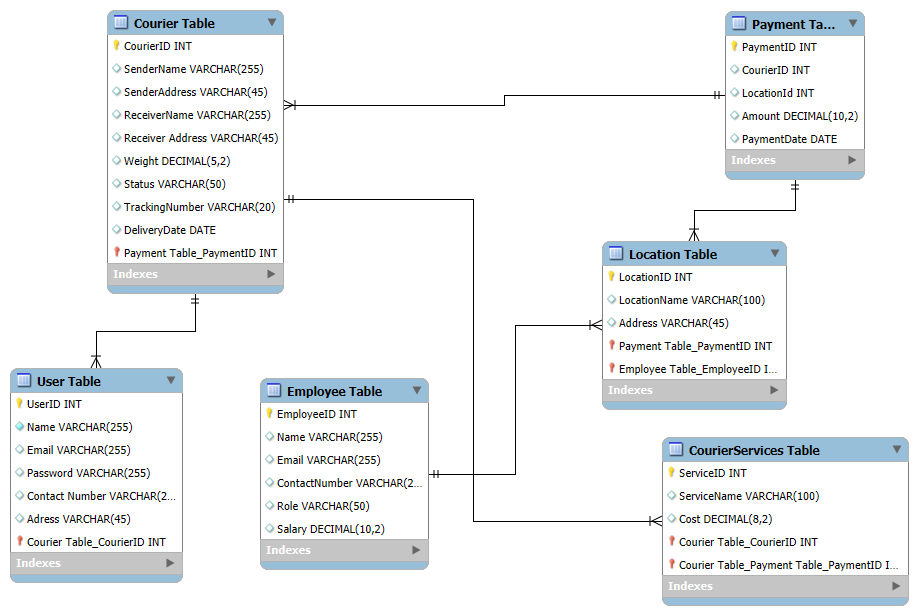 Courier Table
CourierID INT
SenderName VARCHAR(255)
SenderAddress VARCHAR(45)
ReceiverName VARCHAR(255)
Receiver Address VARCHAR(45)
Weight DECIMAL(5,2)
Status VARCHAR(50)
TrackingNumber VARCHAR(20)
DeliveryDate DATE
Payment Table_PaymentID INT
Indexes
Payment Ta...
PaymentID INT
CourierID INT
LocationId INT
Amount DECIMAL(10,2)
PaymentDate DATE
Indexes
Location Table
LocationID INT
LocationName VARCHAR(100)
Address VARCHAR(45)
Payment Table_PaymentID INT
Employee Table_EmployeeID I...
Indexes
User Table
UserID INT
Name VARCHAR(255)
Email VARCHAR(255)
Password VARCHAR(255)
Contact Number VARCHAR(2...
Adress VARCHAR(45)
Courier Table_CourierID INT
Indexes
Employee Table
EmployeeID INT
Name VARCHAR(255)
Email VARCHAR(255)
ContactNumber VARCHAR(2...
Role VARCHAR(50)
Salary DECIMAL(10,2)
Indexes
CourierServices Table
ServiceID INT
ServiceName VARCHAR(100)
Cost DECIMAL(8,2)
Courier Table_CourierID INT
Courier Table_Payment Table_PaymentID I...
Indexes